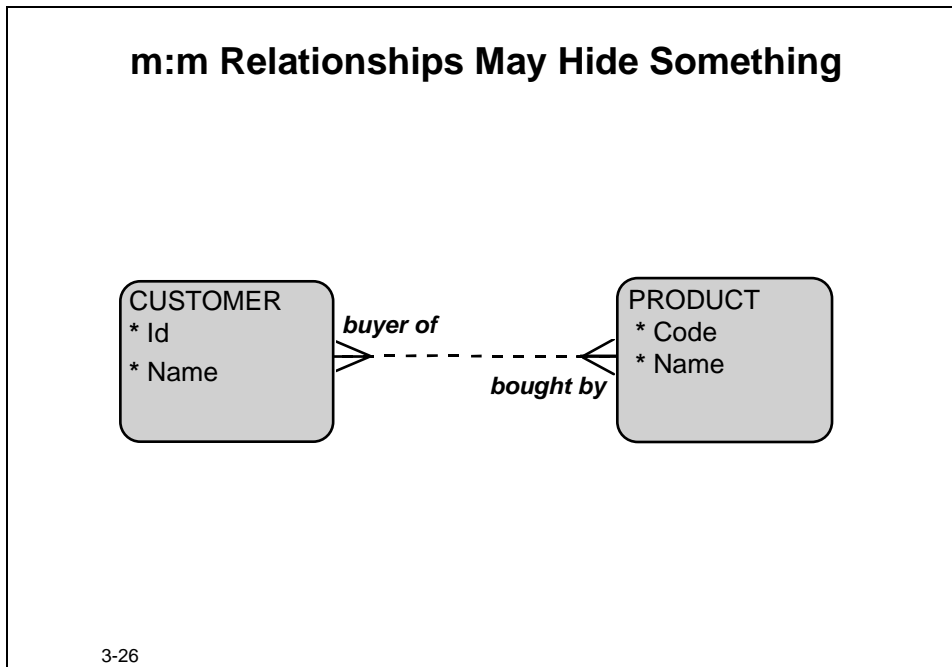 m:m Relationships May Hide Something
CUSTOMER
* Id
* Name
buyer of
bought by
PRODUCT
* Code
* Name
3-26